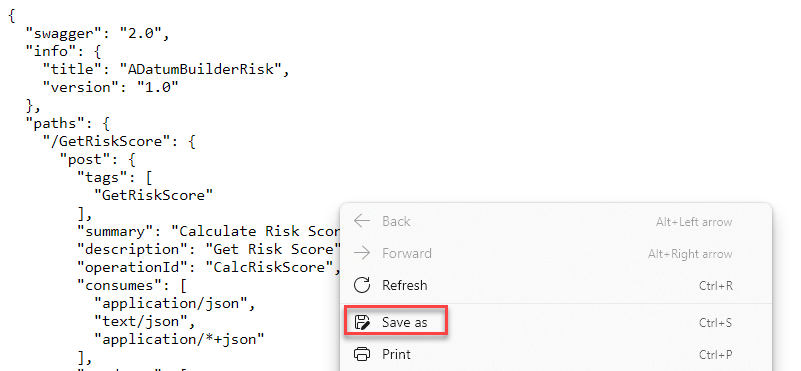 {
"swagger": "2.0",
"info": {
"title": "ADatumBuilderRisk",
"version": "1.0"
},
"paths": {
"/GetRiskScore": {
"post": {
"tags": [
"GetRiskScore"
],
"summary": "Calculate Risk Scor
"description": "Get Risk Score"
"operationId": "CalcRiskScore",
"consumes": [
"application/json",
"text/json",
"application/*+json"
],
Back Alt+Left arrow
Forward Alt+Right arrow
Refresh Ctrl+R
Save as Ctrl+S
Print Ctrl+P